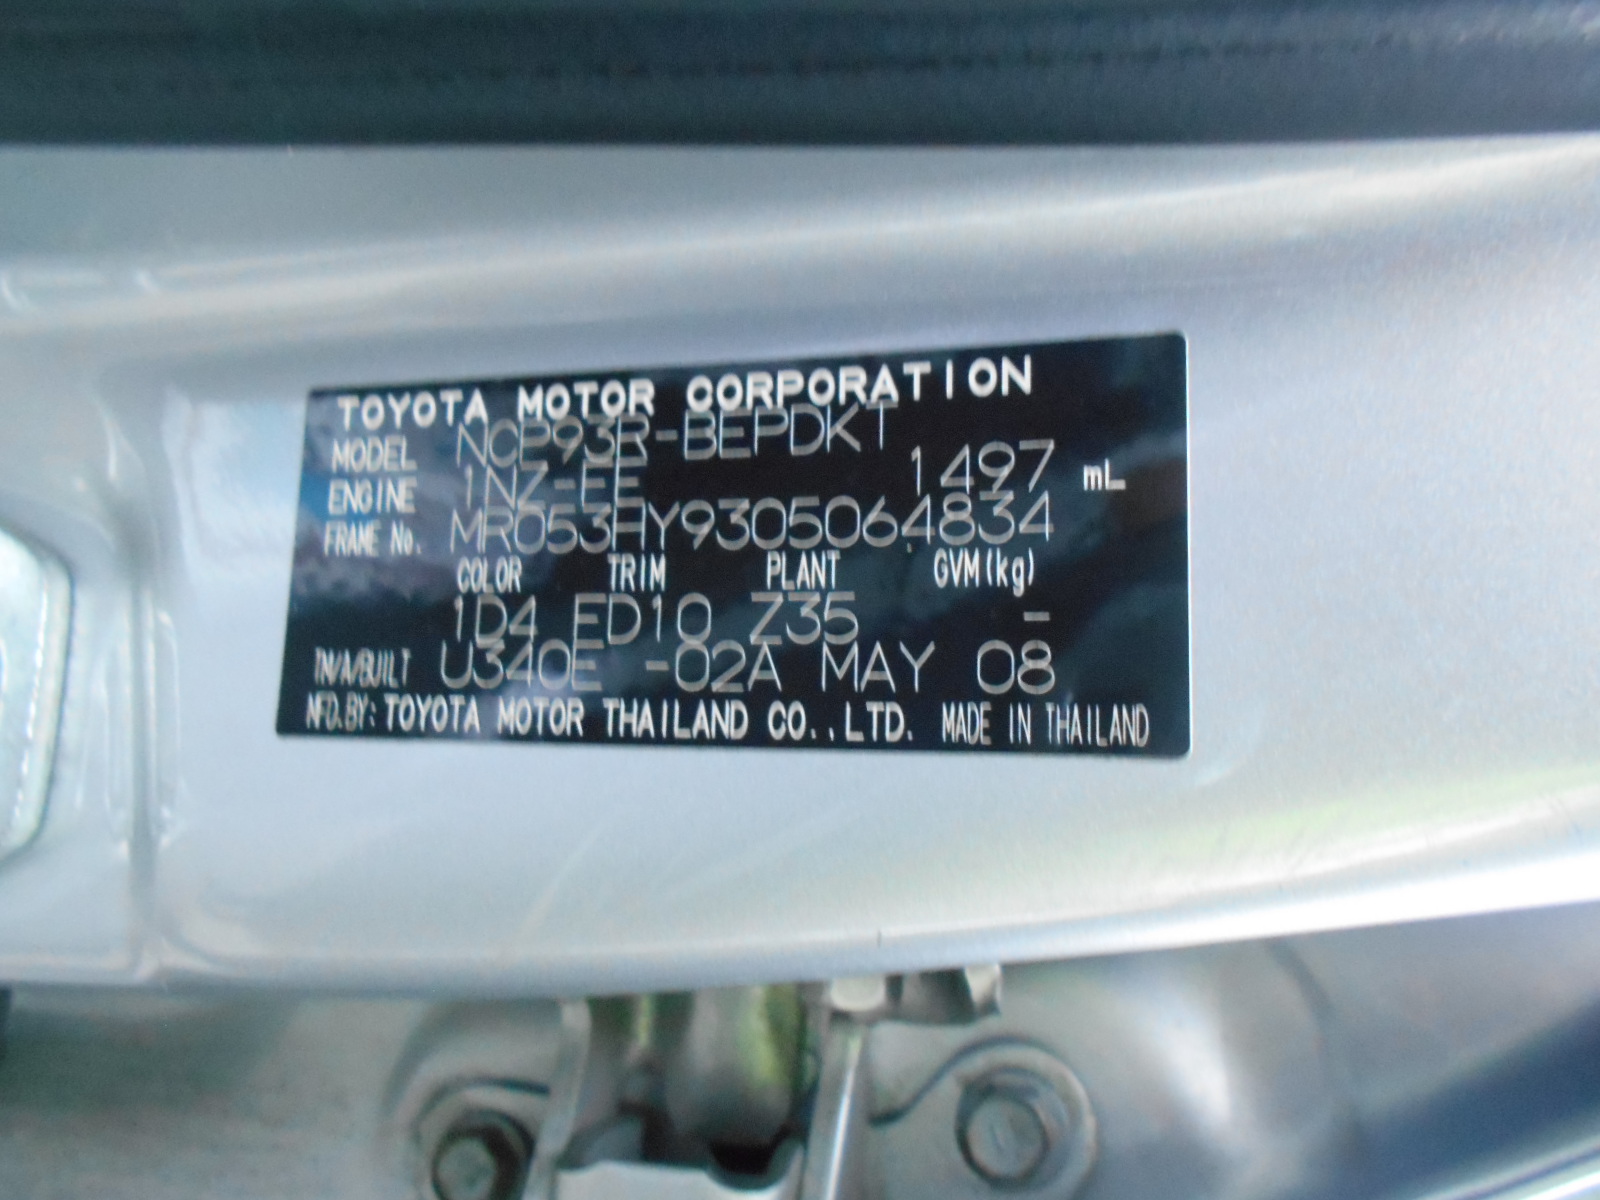 TOYOTA MOTOR CORPORATION
MODEL NCP93R-BEPDKT
ENGINE 1NZ-FE 1497 mL
FRAME No. MR053HY9305064834
COLOR TRIM PLANT GVM(kg)
1D4 ED10 Z35 -
TM/A/BUILT U340E -02A MAY 08
MFD.BY: TOYOTA MOTOR THAILAND CO.,LTD. MADE IN THAILAND